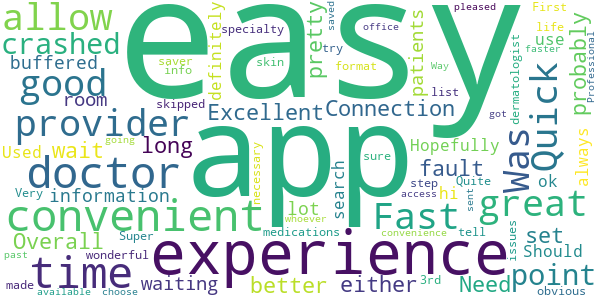 easy
app
experience
convenient
doctor
time
provider
great
Fast
Quick
Was
good
point
allow
crashed
buffered
room
Used
wait
long
information
Overall
Very
Super
wonderful
made
available
choose
past
going
skipped
saver
info
specialty
skin
definitely
pretty
saved
try
format
patients
office
use
life
Way
list
First
faster
pleased
Professional
probably
dermatologist
got
always
Excellent
Connection
Hopefully
fault
ok
hi
step
access
sure
search
necessary
lot
whoever
medications
convenience
tell
3rd
Quite
sent
issues
set
Should
obvious
Need
either
better
waiting